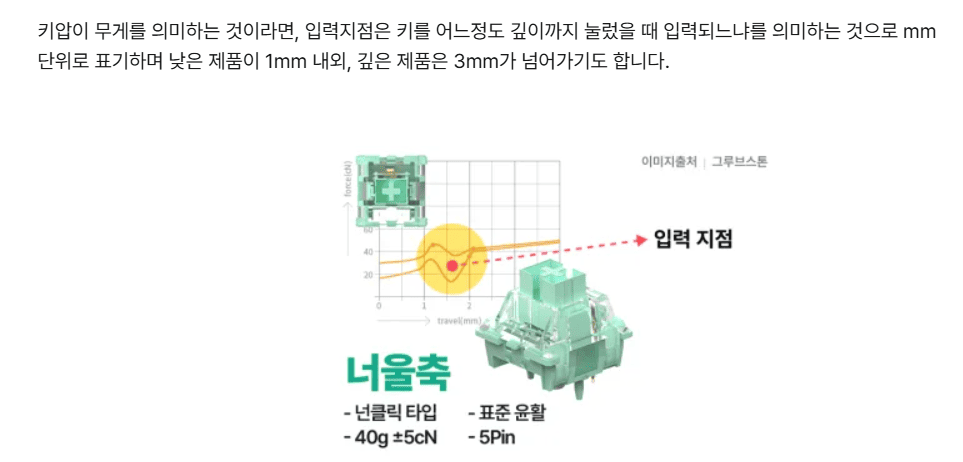 키압이 무게를 의미하는 것이라면, 입력지점은 키를 어느정도 깊이까지 눌렀을 때 입력되느냐를 의미하는 것으로 mm
단위로 표기하며 낮은 제품이 1mm 내외, 깊은 제품은 3mm가 넘어가기도 합니다.
이미지출처 | 그루브스톤
force(cN)
60
40
20
입력 지점
0 1 2
travel(mm)
너울축
- 넌클릭 타입 - 표준 윤활
- 40g ±5cN - 5Pin